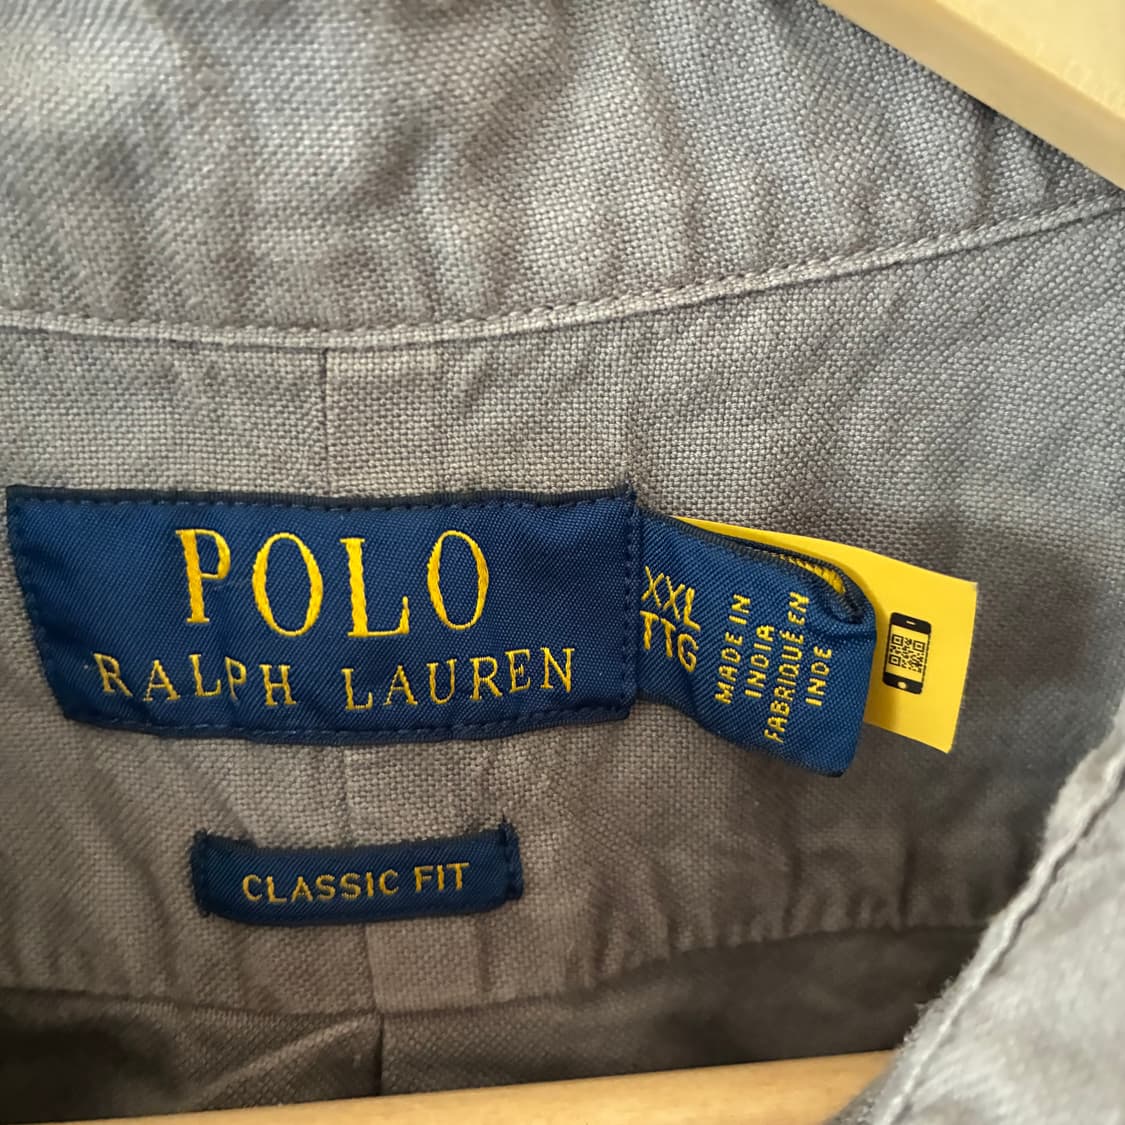 POLO
RALPH LAUREN
XXL
TTG
MADE IN
INDIA
FABRIQUÉ EN
INDE
CLASSIC FIT